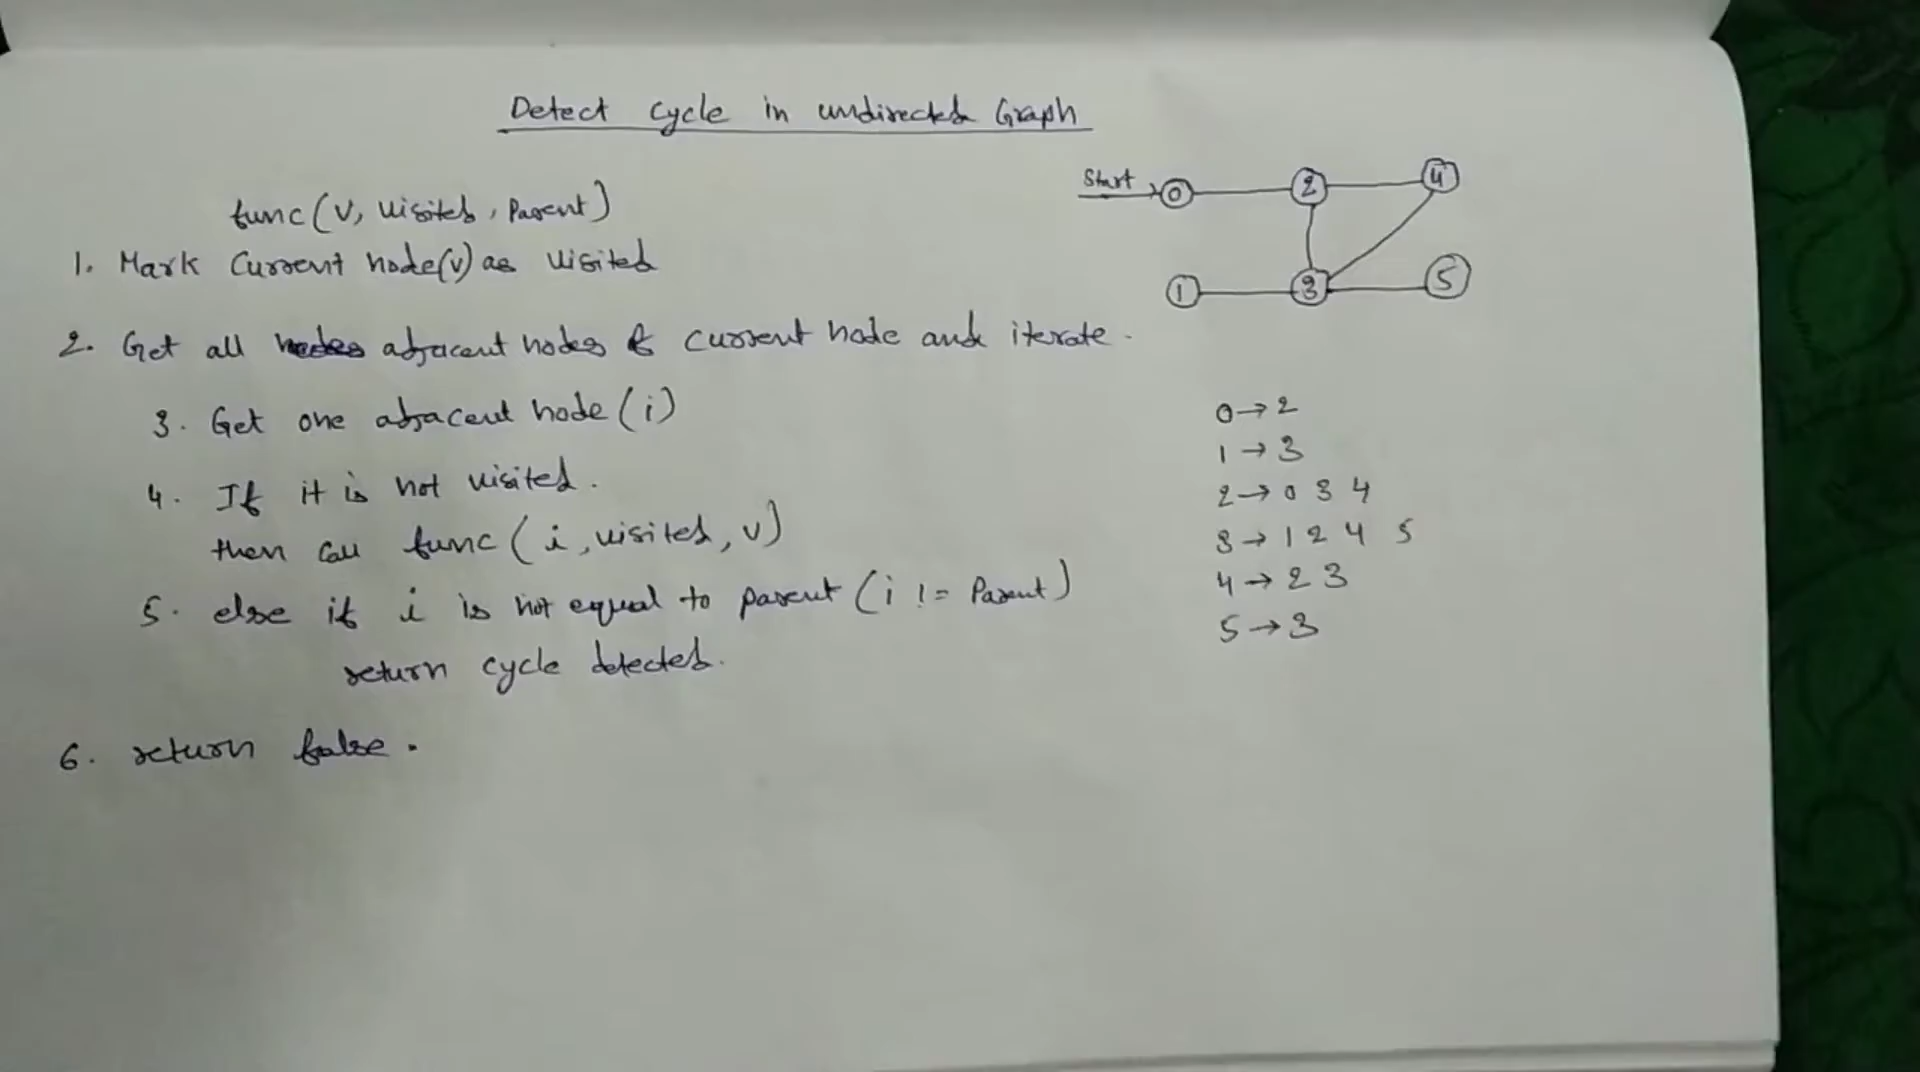 Detect cycle in undirected Graph
func(v, visited, Parent)
1. Mark Current node(v) as visited
2. Get all adjacent nodes of current node and iterate.
3. Get one adjacent node (i)
4. If it is not visited.
then call func(i, visited, v)
5. else if i is not equal to parent (i != Parent)
return cycle detected.
6. return false.
Start 0 2 4
1 3 5
0→2
1→3
2→0 3 4
3→1 2 4 5
4→2 3
5→3